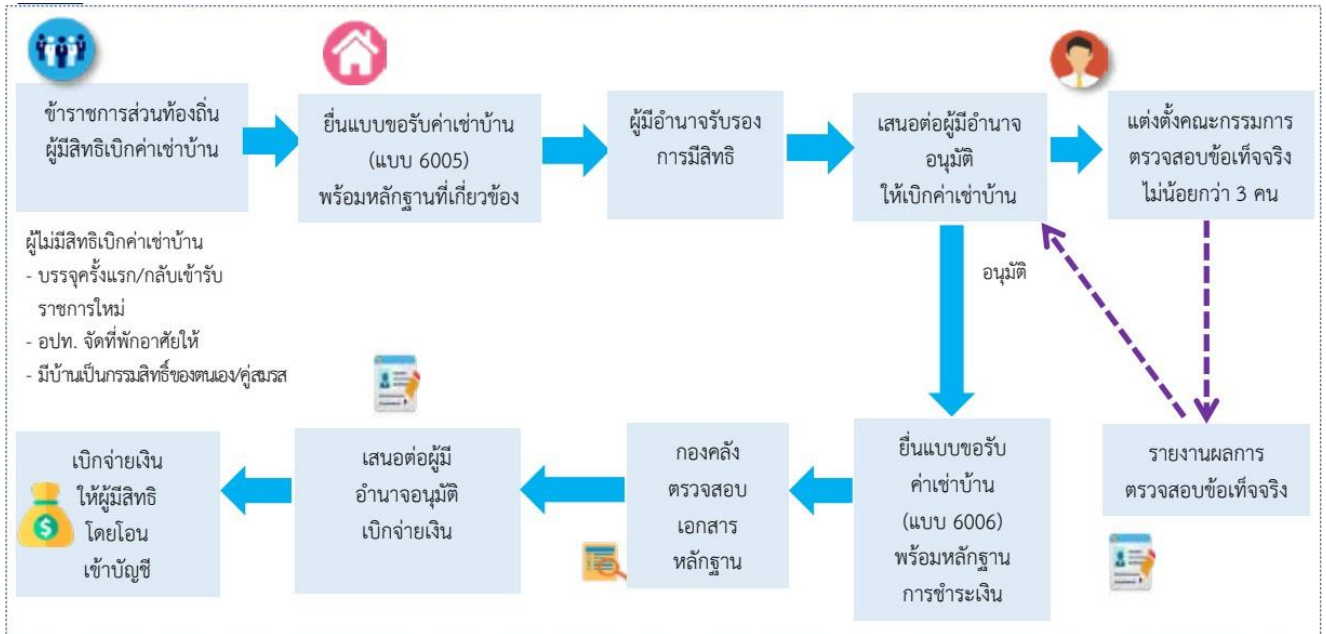 ข้าราชการส่วนท้องถิ่น
ผู้มีสิทธิเบิกค่าเช่าบ้าน
ยื่นแบบขอรับค่าเช่าบ้าน
(แบบ 6005)
พร้อมหลักฐานที่เกี่ยวข้อง
ผู้มีอำนาจรับรอง
การมีสิทธิ
เสนอต่อผู้มีอำนาจ
อนุมัติ
ให้เบิกค่าเช่าบ้าน
แต่งตั้งคณะกรรมการ
ตรวจสอบข้อเท็จจริง
ไม่น้อยกว่า 3 คน
ผู้ไม่มีสิทธิเบิกค่าเช่าบ้าน
- บรรจุครั้งแรก/กลับเข้ารับ
ราชการใหม่
- อปท. จัดที่พักอาศัยให้
- มีบ้านเป็นกรรมสิทธิ์ของตนเอง/คู่สมรส
อนุมัติ
รายงานผลการ
ตรวจสอบข้อเท็จจริง
ยื่นแบบขอรับ
ค่าเช่าบ้าน
(แบบ 6006)
พร้อมหลักฐาน
การชำระเงิน
กองคลัง
ตรวจสอบ
เอกสาร
หลักฐาน
เสนอต่อผู้มี
อำนาจอนุมัติ
เบิกจ่ายเงิน
เบิกจ่ายเงิน
ให้ผู้มีสิทธิ
โดยโอน
เข้าบัญชี